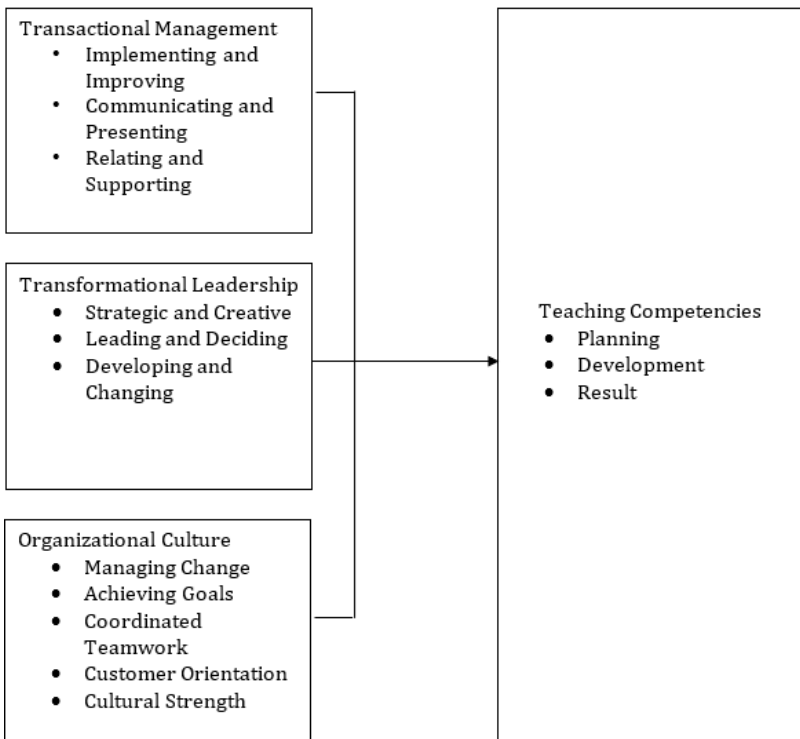 Transactional Management
• Implementing and
Improving
• Communicating and
Presenting
• Relating and
Supporting
Transformational Leadership
• Strategic and Creative
• Leading and Deciding
• Developing and
Changing
Organizational Culture
• Managing Change
• Achieving Goals
• Coordinated
Teamwork
• Customer Orientation
• Cultural Strength
Teaching Competencies
• Planning
• Development
• Result